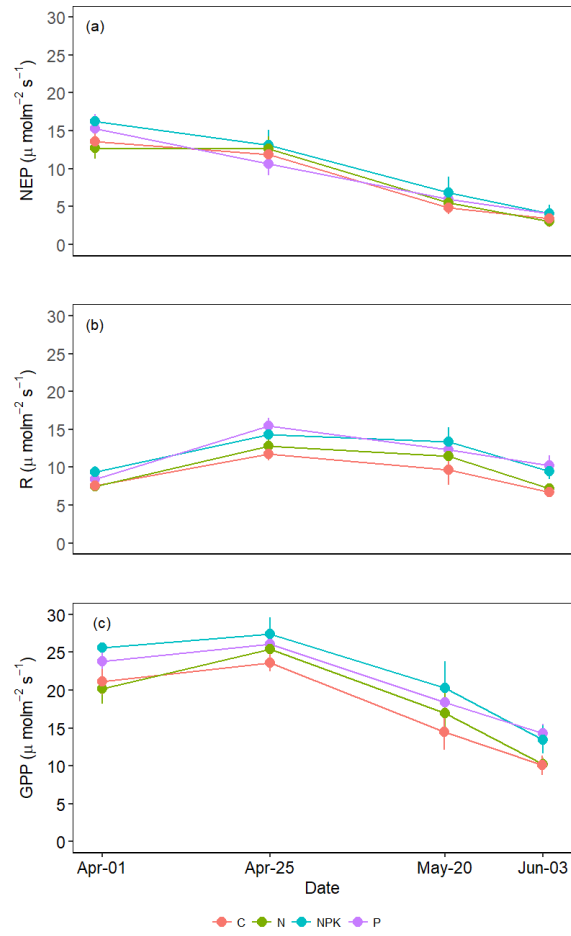 (a)
30
25
20
15
10
5
0
NEP (μ molm⁻² s⁻¹)
(b)
30
25
20
15
10
5
0
R (μ molm⁻² s⁻¹)
(c)
30
25
20
15
10
5
0
GPP (μ molm⁻² s⁻¹)
Apr-01 Apr-25 May-20 Jun-03
Date
C N NPK P